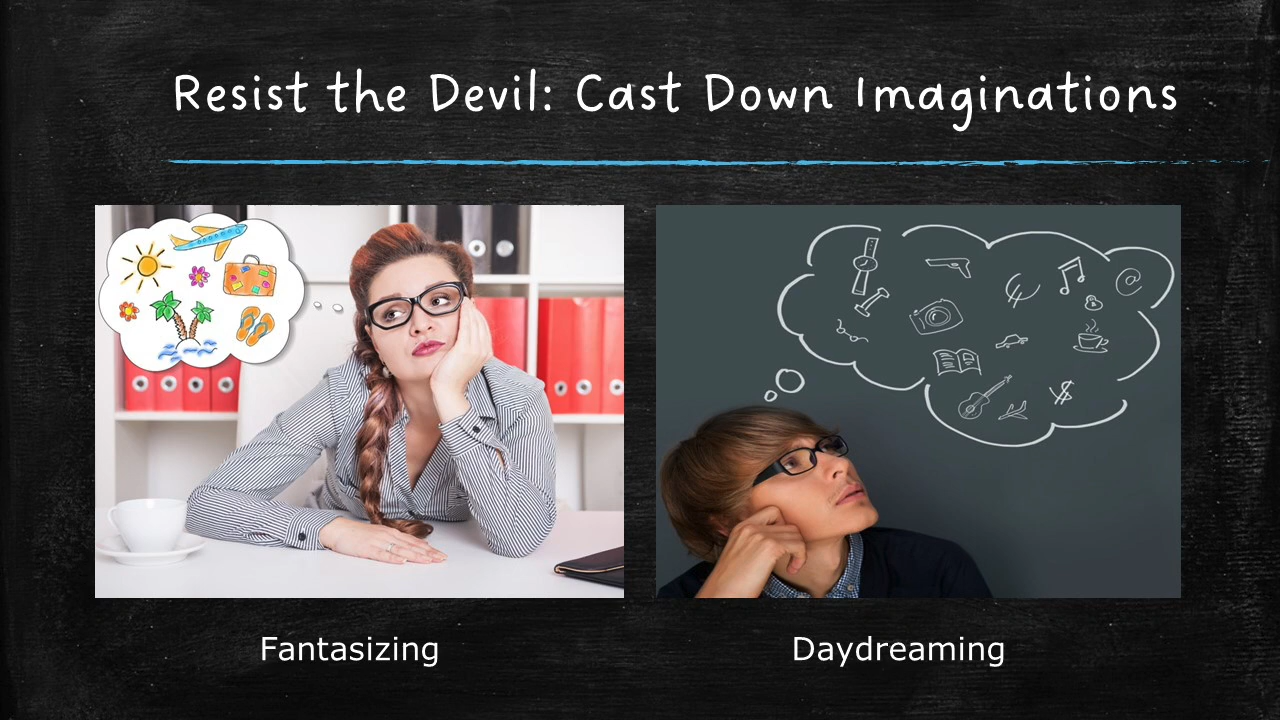 Resist the Devil: Cast Down Imaginations
@
$
Fantasizing
Daydreaming